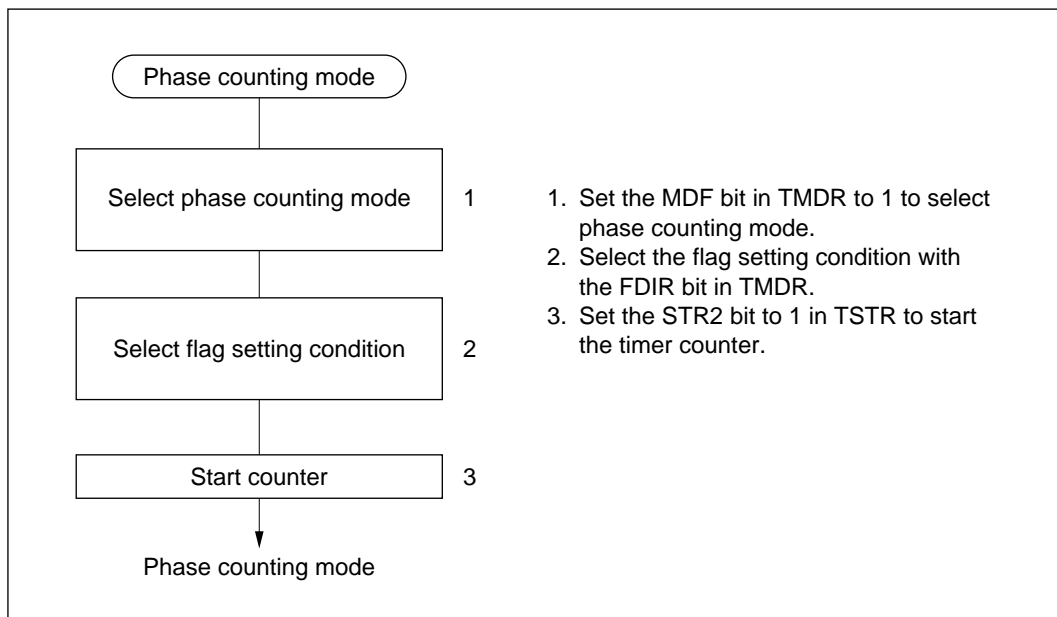 Phase counting mode
Select phase counting mode 1
Select flag setting condition 2
Start counter 3
Phase counting mode
1. Set the MDF bit in TMDR to 1 to select
phase counting mode.
2. Select the flag setting condition with
the FDIR bit in TMDR.
3. Set the STR2 bit to 1 in TSTR to start
the timer counter.